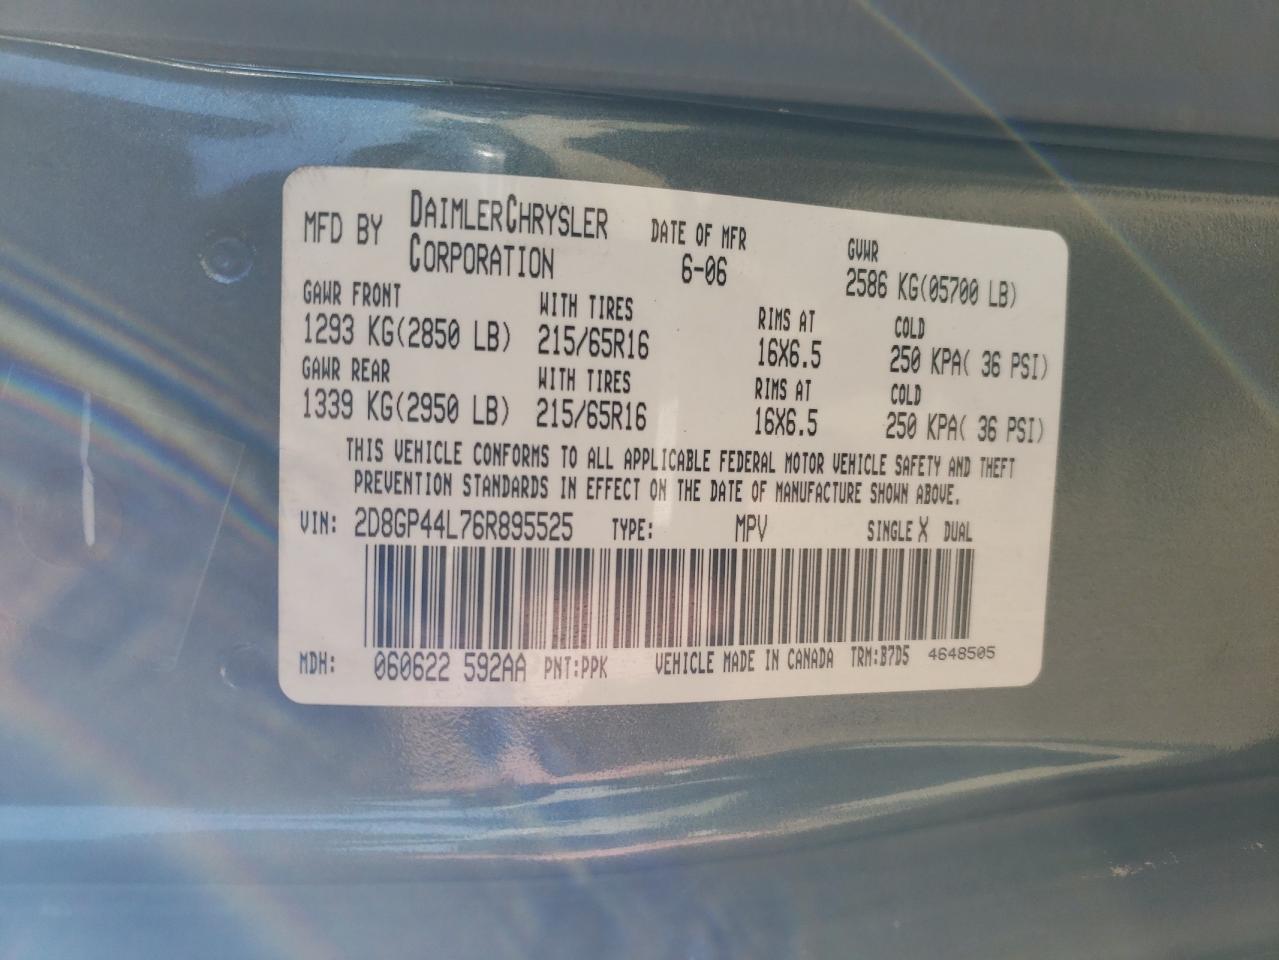 MFD BY DAIMLERCHRYSLER CORPORATION DATE OF MFR 6-06 GVWR 2586 KG(05700 LB)
GAWR FRONT WITH TIRES RIMS AT COLD
1293 KG(2850 LB) 215/65R16 16X6.5 250 KPA( 36 PSI)
GAWR REAR WITH TIRES RIMS AT COLD
1339 KG(2950 LB) 215/65R16 16X6.5 250 KPA( 36 PSI)
THIS VEHICLE CONFORMS TO ALL APPLICABLE FEDERAL MOTOR VEHICLE SAFETY AND THEFT
PREVENTION STANDARDS IN EFFECT ON THE DATE OF MANUFACTURE SHOWN ABOVE.
VIN: 2D8GP44L76R895525 TYPE: MPV SINGLE X DUAL
MDH: 060622 592AA PNT:PPK VEHICLE MADE IN CANADA TRM:B7D5 4648505